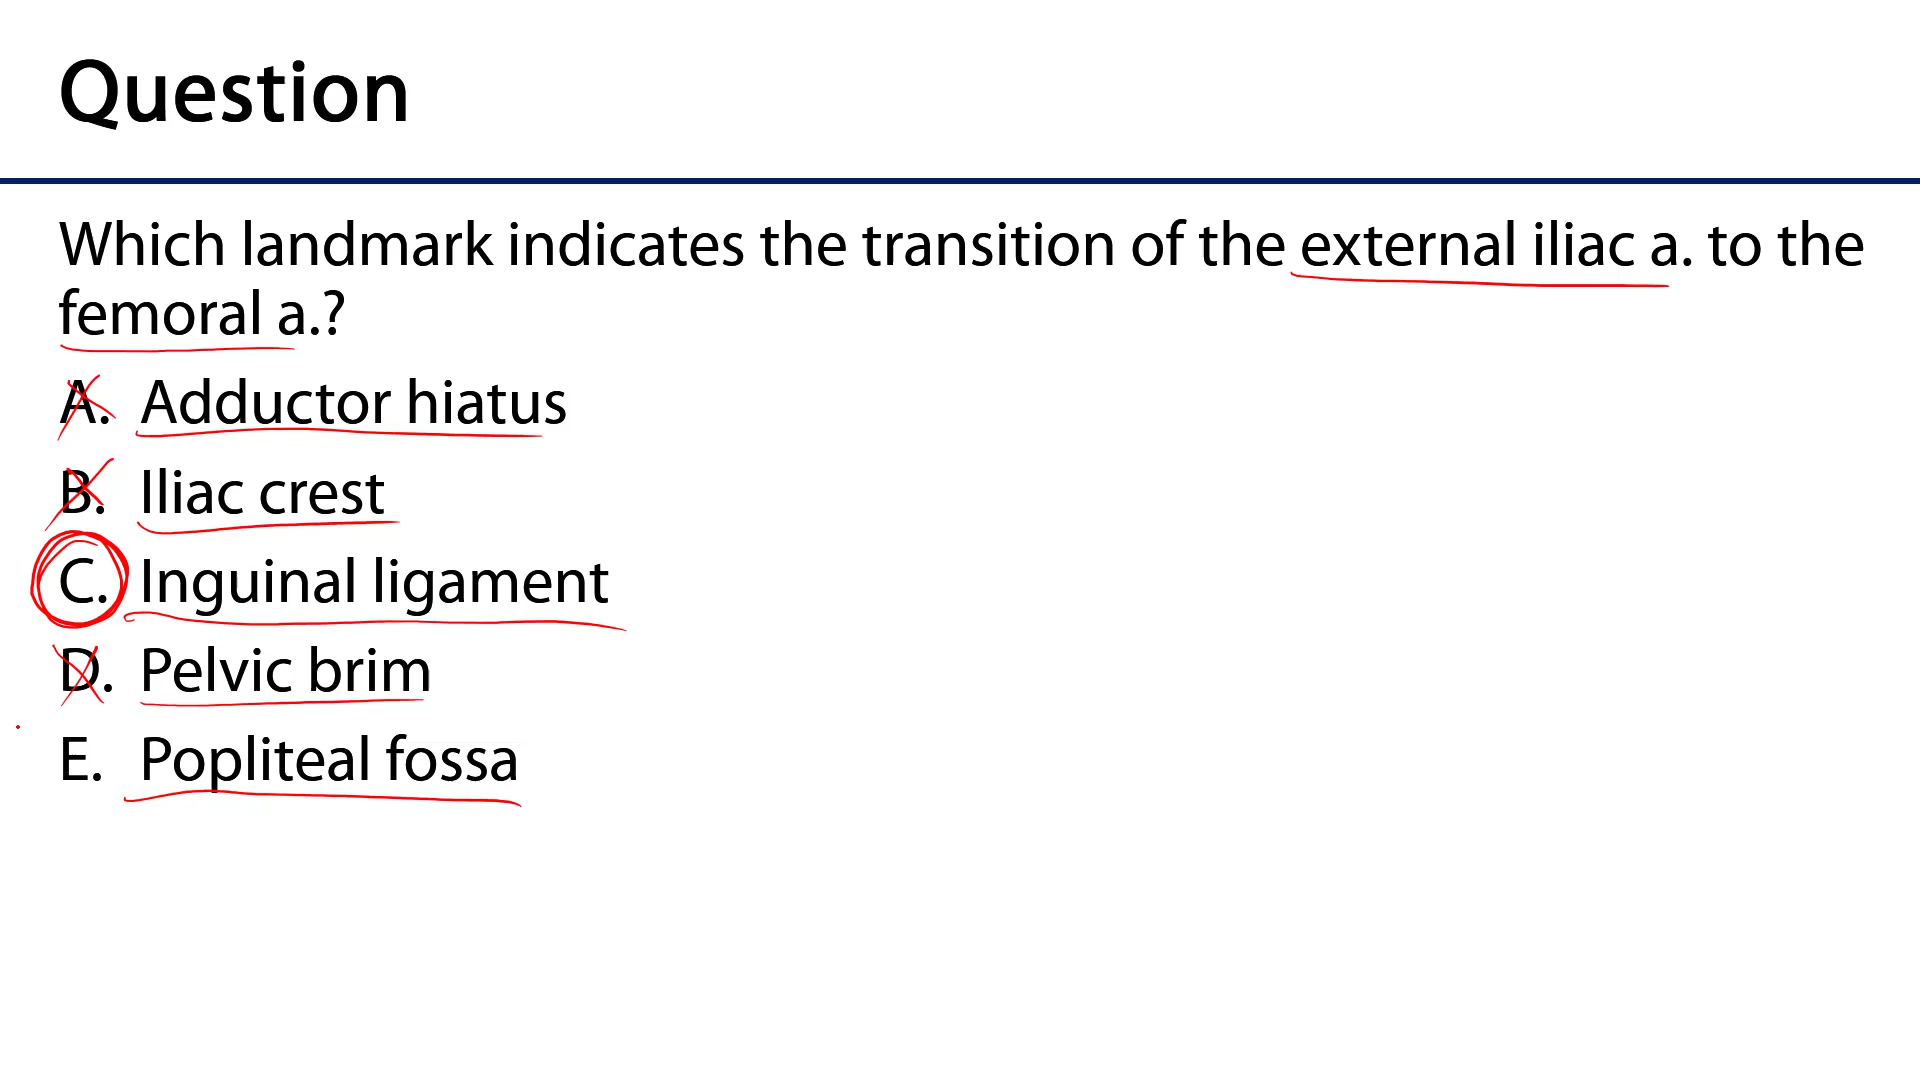 Question
Which landmark indicates the transition of the external iliac a. to the
femoral a.?
A. Adductor hiatus
B. Iliac crest
C. Inguinal ligament
D. Pelvic brim
E. Popliteal fossa